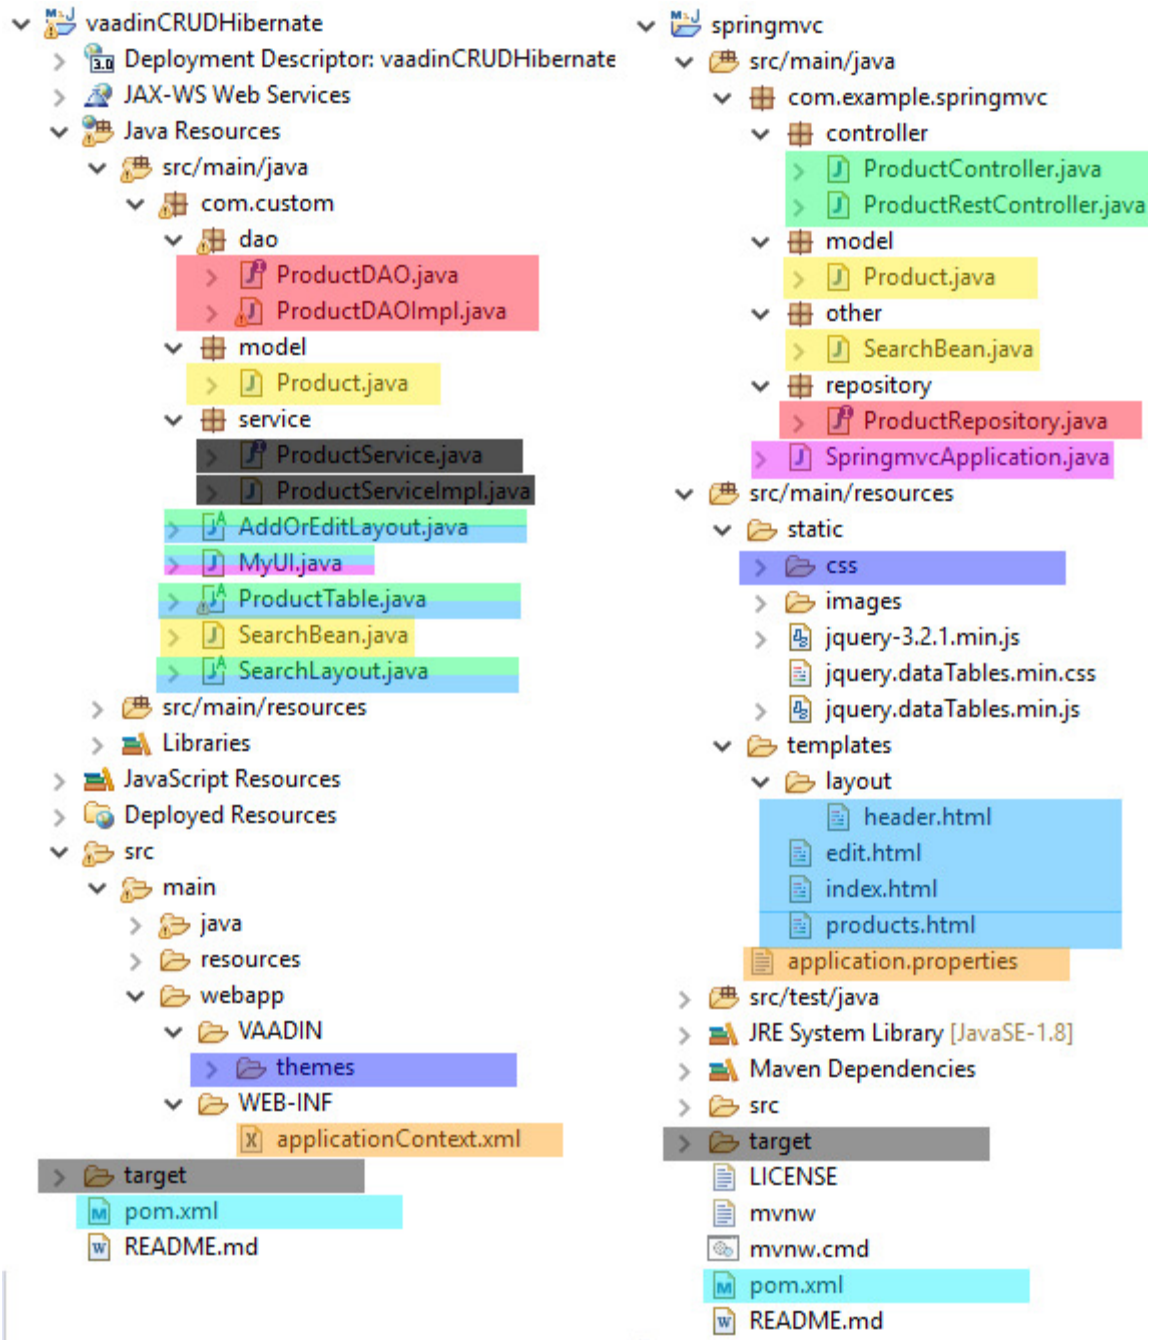 vaadinCRUDHibernate
Deployment Descriptor: vaadinCRUDHibernate
JAX-WS Web Services
Java Resources
src/main/java
com.custom
dao
ProductDAO.java
ProductDAOImpl.java
model
Product.java
service
ProductService.java
ProductServiceImpl.java
AddOrEditLayout.java
MyUI.java
ProductTable.java
SearchBean.java
SearchLayout.java
src/main/resources
Libraries
JavaScript Resources
Deployed Resources
src
main
java
resources
webapp
VAADIN
themes
WEB-INF
applicationContext.xml
target
pom.xml
README.md
springmvc
src/main/java
com.example.springmvc
controller
ProductController.java
ProductRestController.java
model
Product.java
other
SearchBean.java
repository
ProductRepository.java
SpringmvcApplication.java
src/main/resources
static
css
images
jquery-3.2.1.min.js
jquery.dataTables.min.css
jquery.dataTables.min.js
templates
layout
header.html
edit.html
index.html
products.html
application.properties
src/test/java
JRE System Library [JavaSE-1.8]
Maven Dependencies
src
target
LICENSE
mvnw
mvnw.cmd
pom.xml
README.md